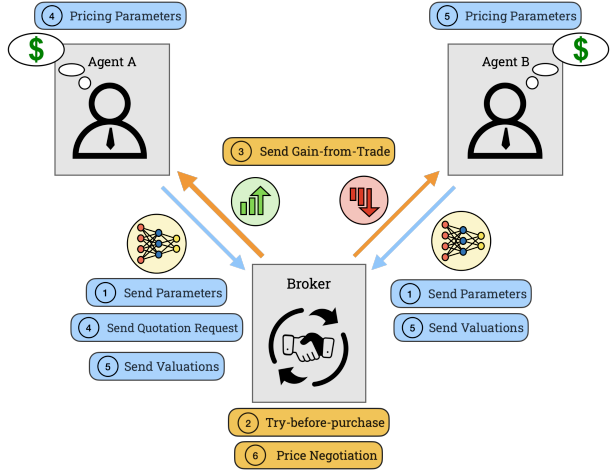 4 Pricing Parameters
5 Pricing Parameters
$
$
Agent A
Agent B
3 Send Gain-from-Trade
Broker
1 Send Parameters
1 Send Parameters
4 Send Quotation Request
5 Send Valuations
5 Send Valuations
2 Try-before-purchase
6 Price Negotiation